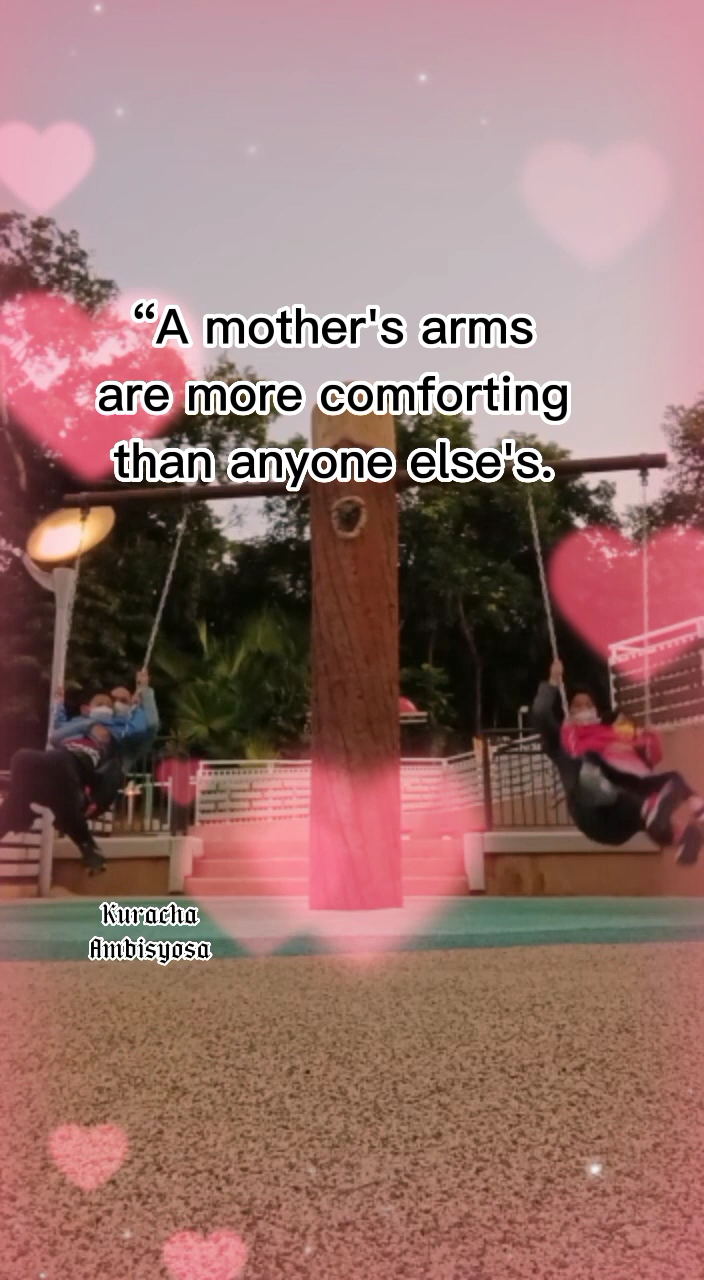 “A mother's arms
are more comforting
than anyone else's.
Kuracha
Ambisyosa